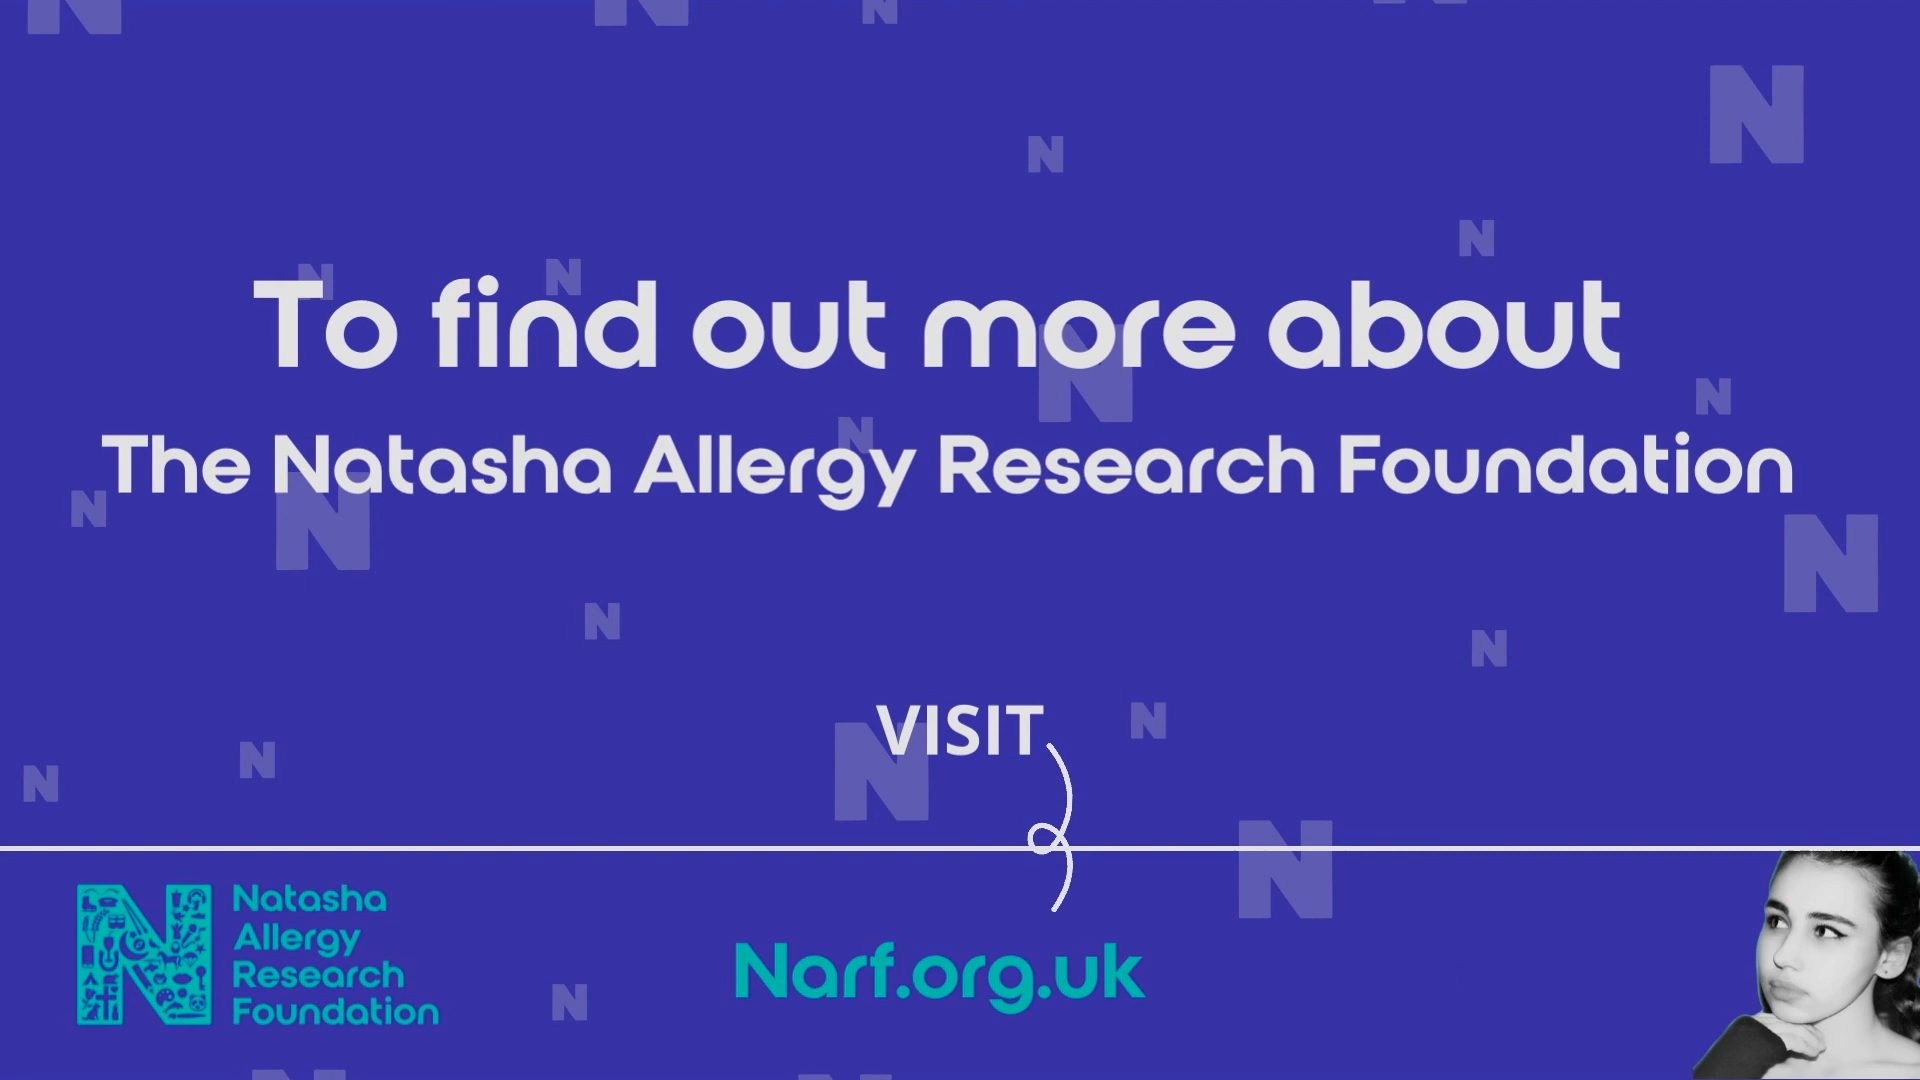 To find out more about
The Natasha Allergy Research Foundation
VISIT
Natasha
Allergy
Research
Foundation
Narf.org.uk